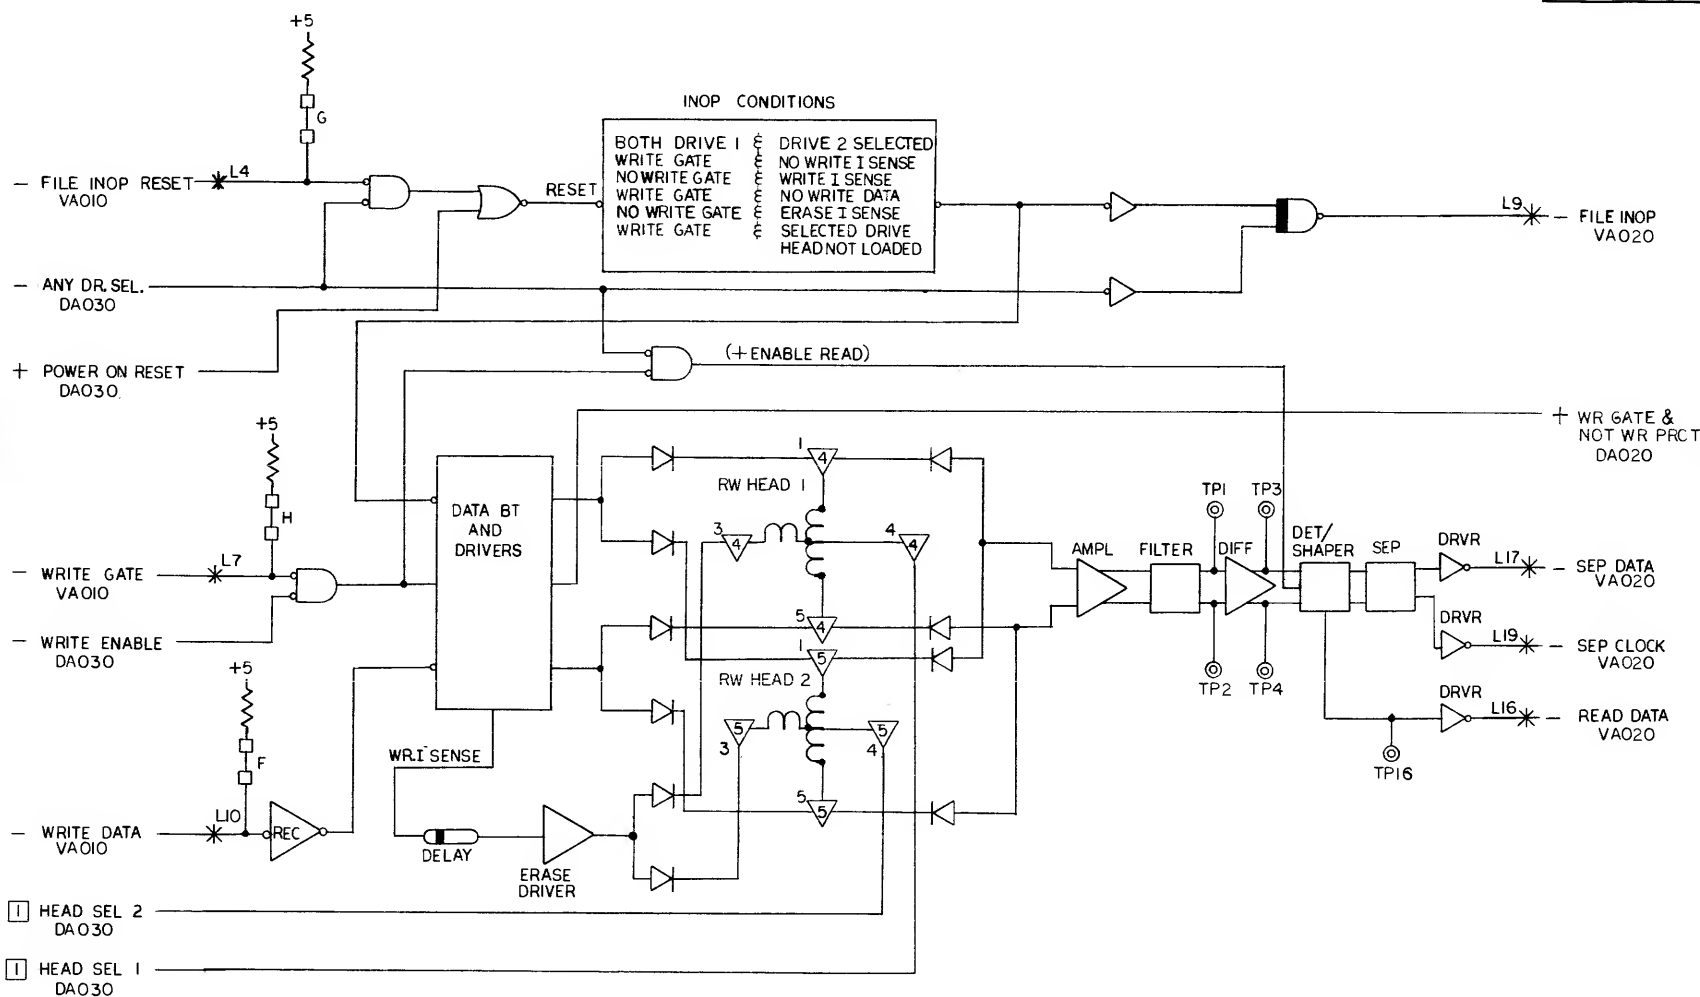 +5
G
INOP CONDITIONS
BOTH DRIVE 1 & DRIVE 2 SELECTED
WRITE GATE & NO WRITE I SENSE
NO WRITE GATE & WRITE I SENSE
WRITE GATE & NO WRITE DATA
NO WRITE GATE & ERASE I SENSE
WRITE GATE & SELECTED DRIVE
HEAD NOT LOADED
— FILE INOP RESET
VA010
L4
RESET
L9
— FILE INOP
VA020
— ANY DR. SEL.
DA030
+ POWER ON RESET
DA030.
(+ENABLE READ)
+ WR GATE &
NOT WR PRCT
DA020
+5
H
DATA BT
AND
DRIVERS
1
4
RW HEAD 1
3
4
4
4
5
4
— WRITE GATE
VA010
L7
— WRITE ENABLE
DA030
TP1
TP3
AMPL
FILTER
DIFF
DET/
SHAPER
SEP
DRVR
L17
— SEP DATA
VA020
DRVR
L19
— SEP CLOCK
VA020
TP2
TP4
DRVR
L16
— READ DATA
VA020
TP16
1
5
RW HEAD 2
5
3
5
4
5
5
+5
F
WR.I SENSE
— WRITE DATA
VA010
L10
REC
DELAY
ERASE
DRIVER
1 HEAD SEL 2
DA030
1 HEAD SEL 1
DA030